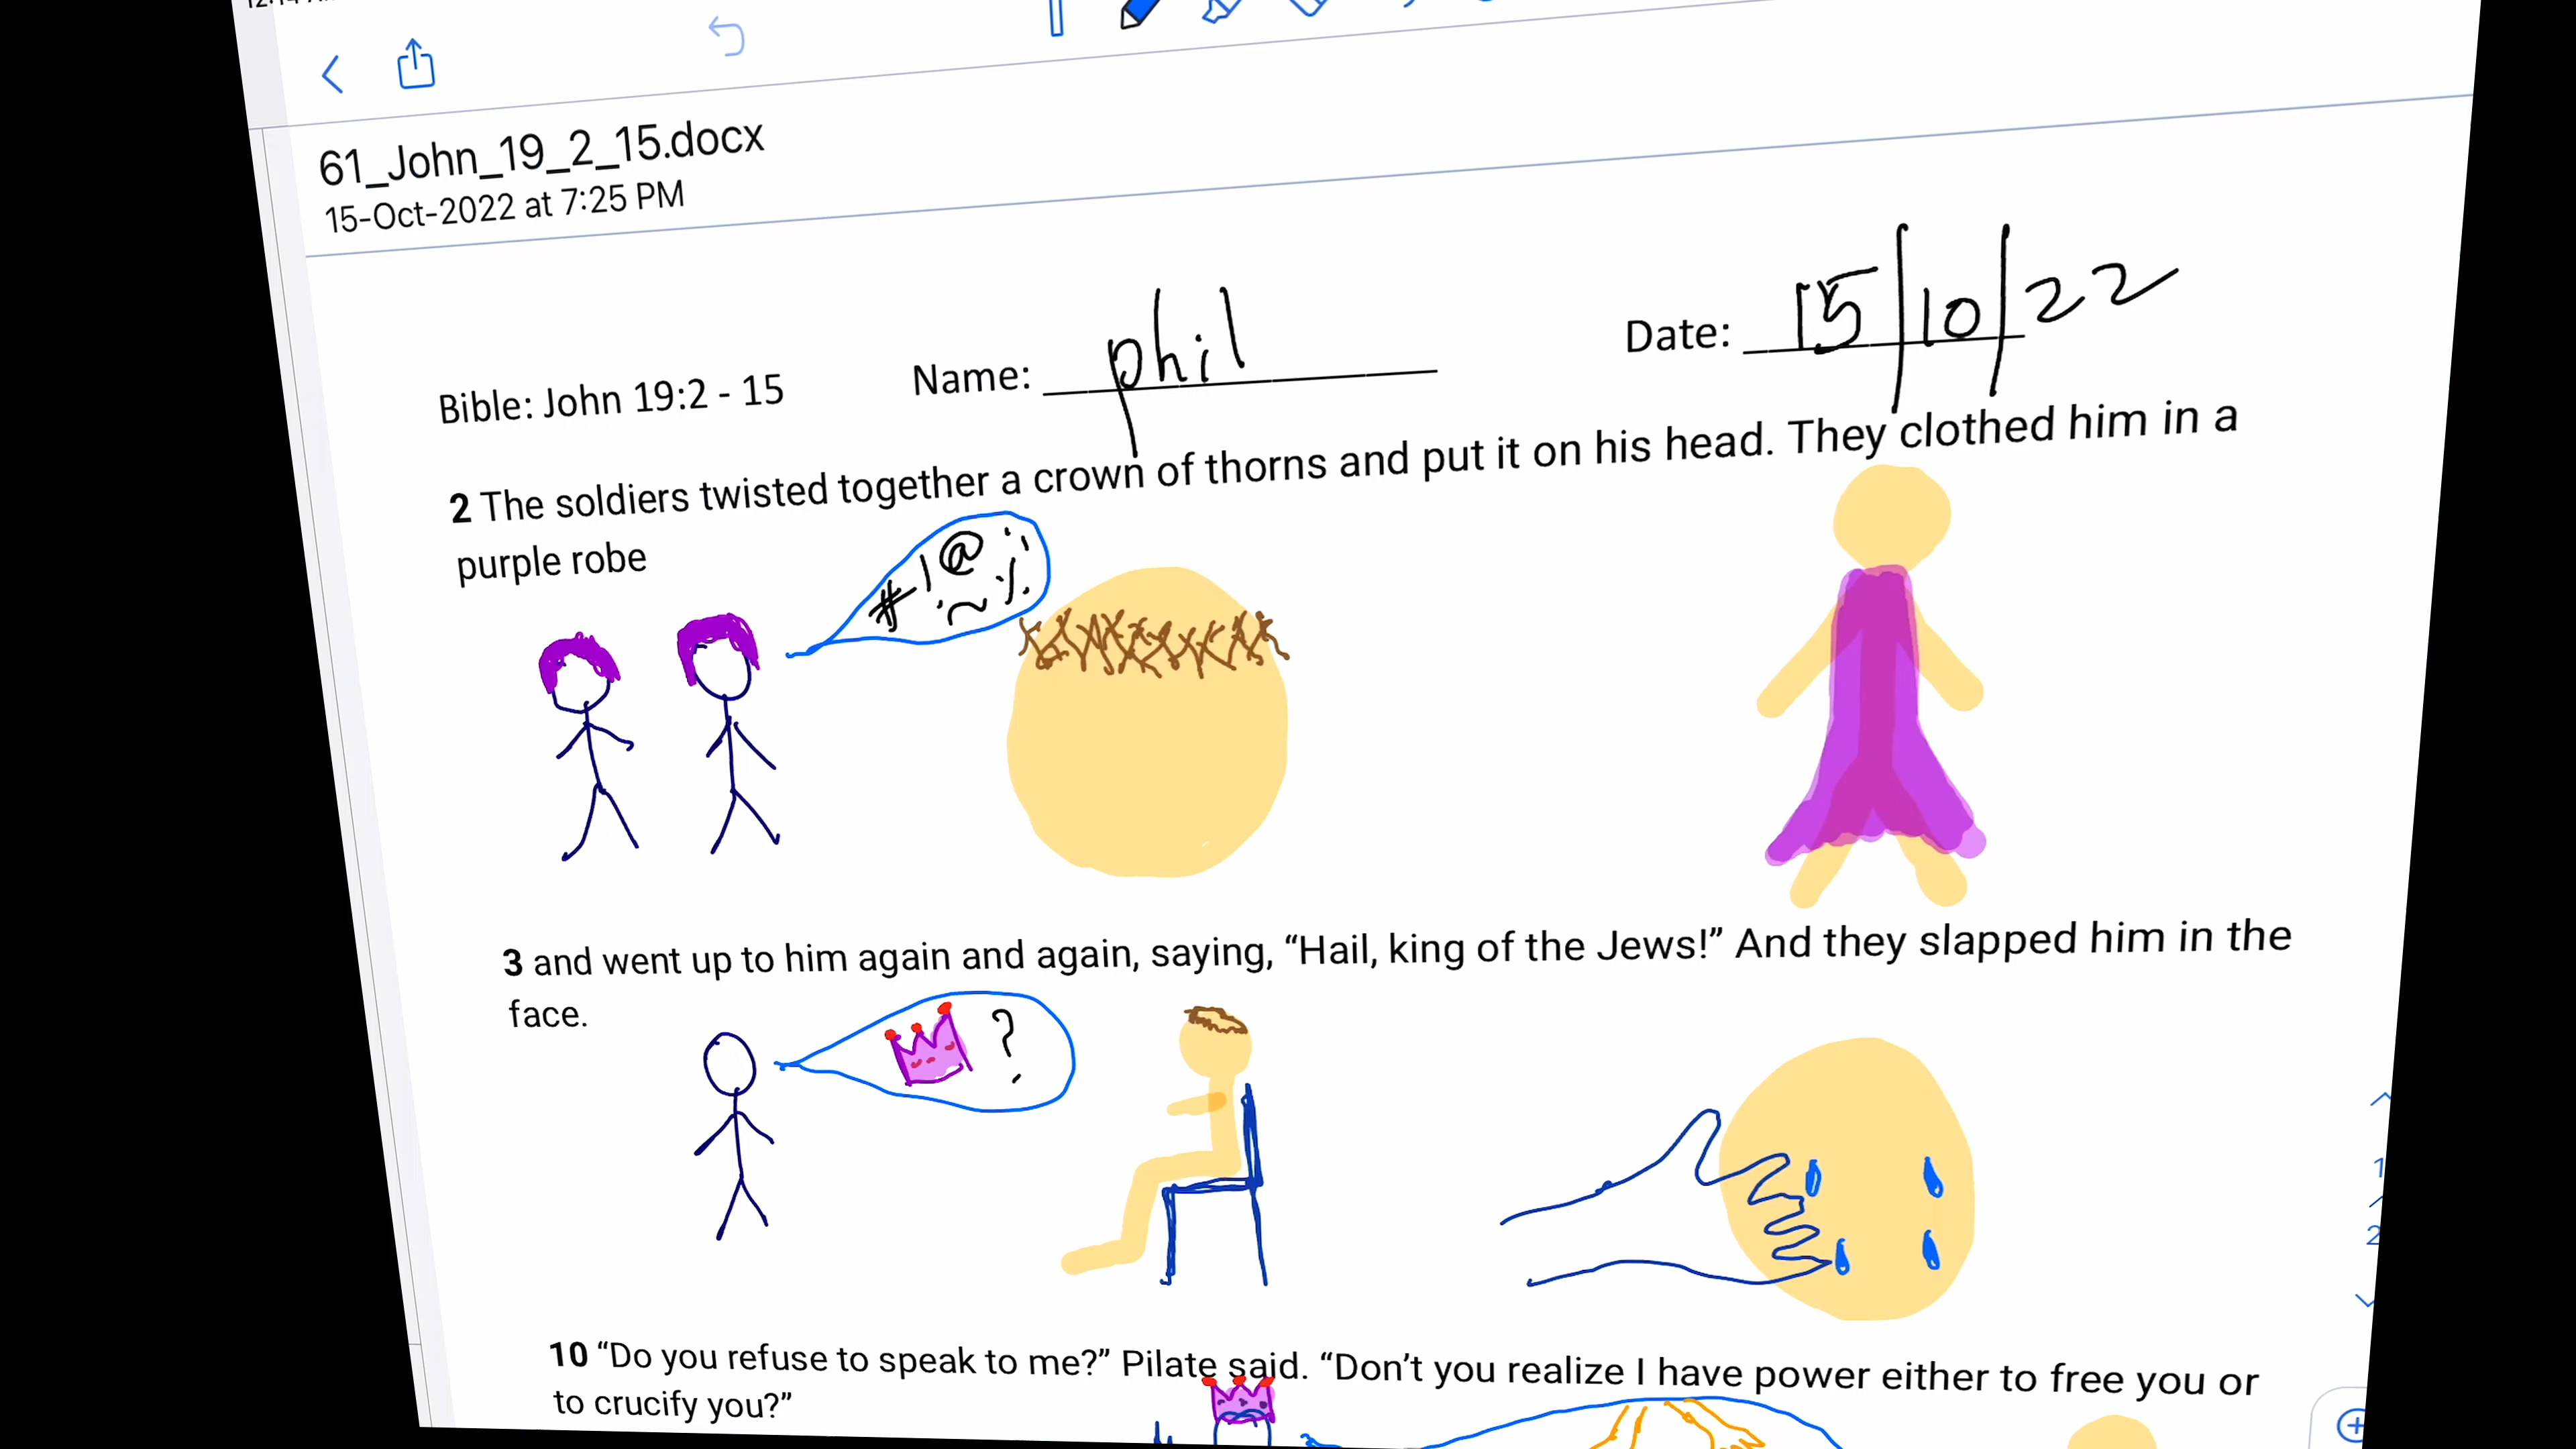 61_John_19_2_15.docx
15-Oct-2022 at 7:25 PM
Bible: John 19:2 - 15 Name: phil Date: 15/10/22
2 The soldiers twisted together a crown of thorns and put it on his head. They clothed him in a
purple robe
3 and went up to him again and again, saying, “Hail, king of the Jews!” And they slapped him in the
face.
?
10 “Do you refuse to speak to me?” Pilate said. “Don’t you realize I have power either to free you or
to crucify you?”
1
/
2